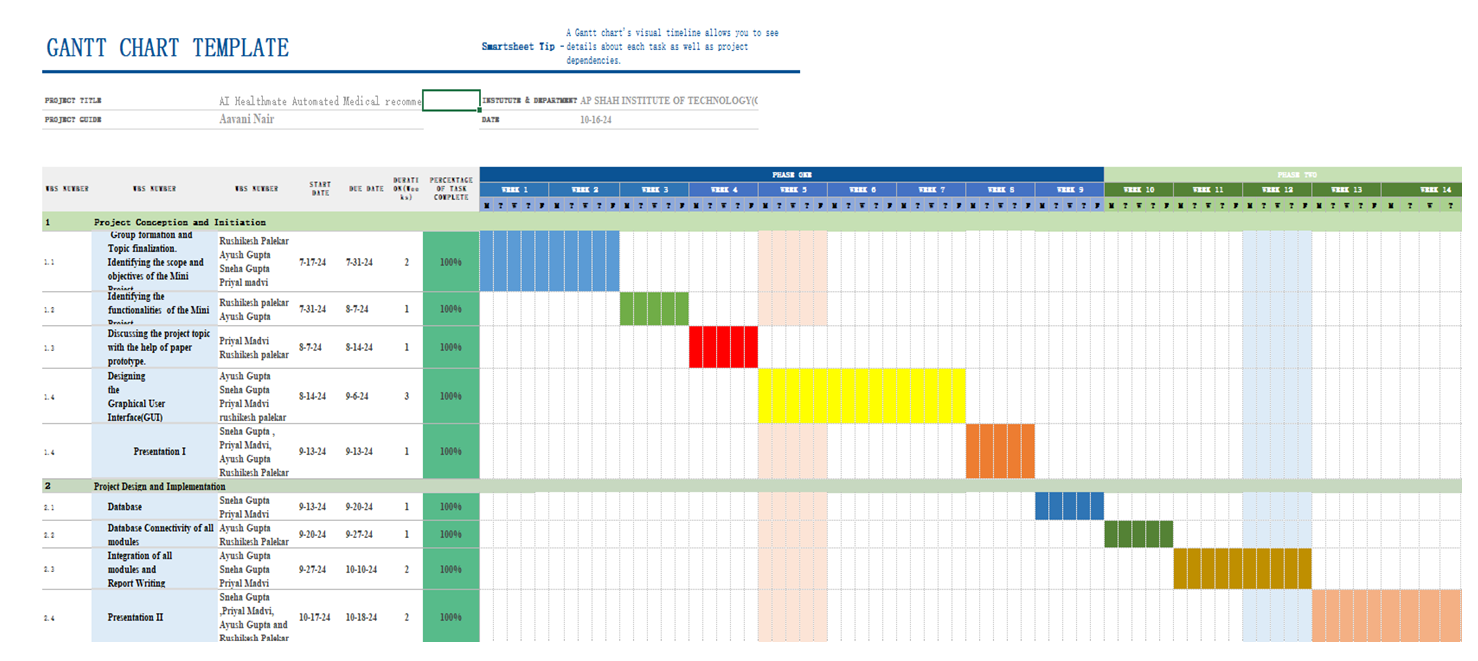 GANTT CHART TEMPLATE
Smartsheet Tip -
A Gantt chart's visual timeline allows you to see
details about each task as well as project
dependencies.
PROJECT TITLE
AI Healthmate Automated Medical recomme
INSTUTUTE & DEPARTMENT
AP SHAH INSTITUTE OF TECHNOLOGY(
PROJECT GUIDE
Aavani Nair
DATE
10-16-24
WBS NUMBER
WBS NUMBER
WBS NUMBER
START
DATE
DUE DATE
DURATI
ON(Wee
ks)
PERCENTAGE
OF TASK
COMPLETE
PHASE ONE
PHASE TWO
WEEK 1
WEEK 2
WEEK 3
WEEK 4
WEEK 5
WEEK 6
WEEK 7
WEEK 8
WEEK 9
WEEK 10
WEEK 11
WEEK 12
WEEK 13
WEEK 14
M T W T F M T W T F M T W T F M T W T F M T W T F M T W T F M T W T F M T W T F M T W T F M T W T F M T W T F M T W T F M T W T F M T W T
1 Project Conception and Initiation
1.1
Group formation and
Topic finalization.
Identifying the scope and
objectives of the Mini
Project
Rushikesh Palekar
Ayush Gupta
Sneha Gupta
Priyal madvi
7-17-24
7-31-24
2
100%
1.2
Identifying the
functionalities of the Mini
Project
Rushikesh palekar
Ayush Gupta
7-31-24
8-7-24
1
100%
1.3
Discussing the project topic
with the help of paper
prototype.
Priyal Madvi
Rushikesh palekar
8-7-24
8-14-24
1
100%
1.4
Designing
the
Graphical User
Interface(GUI)
Ayush Gupta
Sneha Gupta
Priyal Madvi
rushikesh palekar
8-14-24
9-6-24
3
100%
1.4
Presentation I
Sneha Gupta ,
Priyal Madvi,
Ayush Gupta
Rushikesh Palekar
9-13-24
9-13-24
1
100%
2 Project Design and Implementation
2.1
Database
Sneha Gupta
Priyal Madvi
9-13-24
9-20-24
1
100%
2.2
Database Connectivity of all
modules
Ayush Gupta
Rushikesh Palekar
9-20-24
9-27-24
1
100%
2.3
Integration of all
modules and
Report Writing
Ayush Gupta
Sneha Gupta
Priyal Madvi
9-27-24
10-10-24
2
100%
2.4
Presentation II
Sneha Gupta
,Priyal Madvi,
Ayush Gupta and
Rushikesh Palekar
10-17-24
10-18-24
2
100%